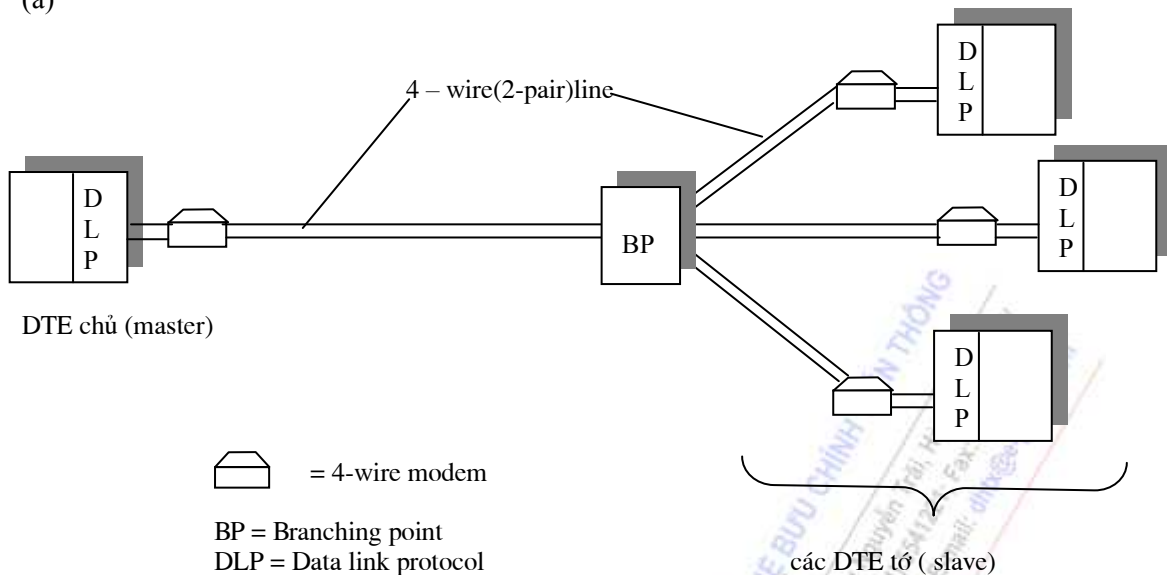 (a)
4 – wire(2-pair)line
D
L
P
D
L
P
D
L
P
BP
D
L
P
DTE chủ (master)
= 4-wire modem
BP = Branching point
DLP = Data link protocol
các DTE tớ ( slave)